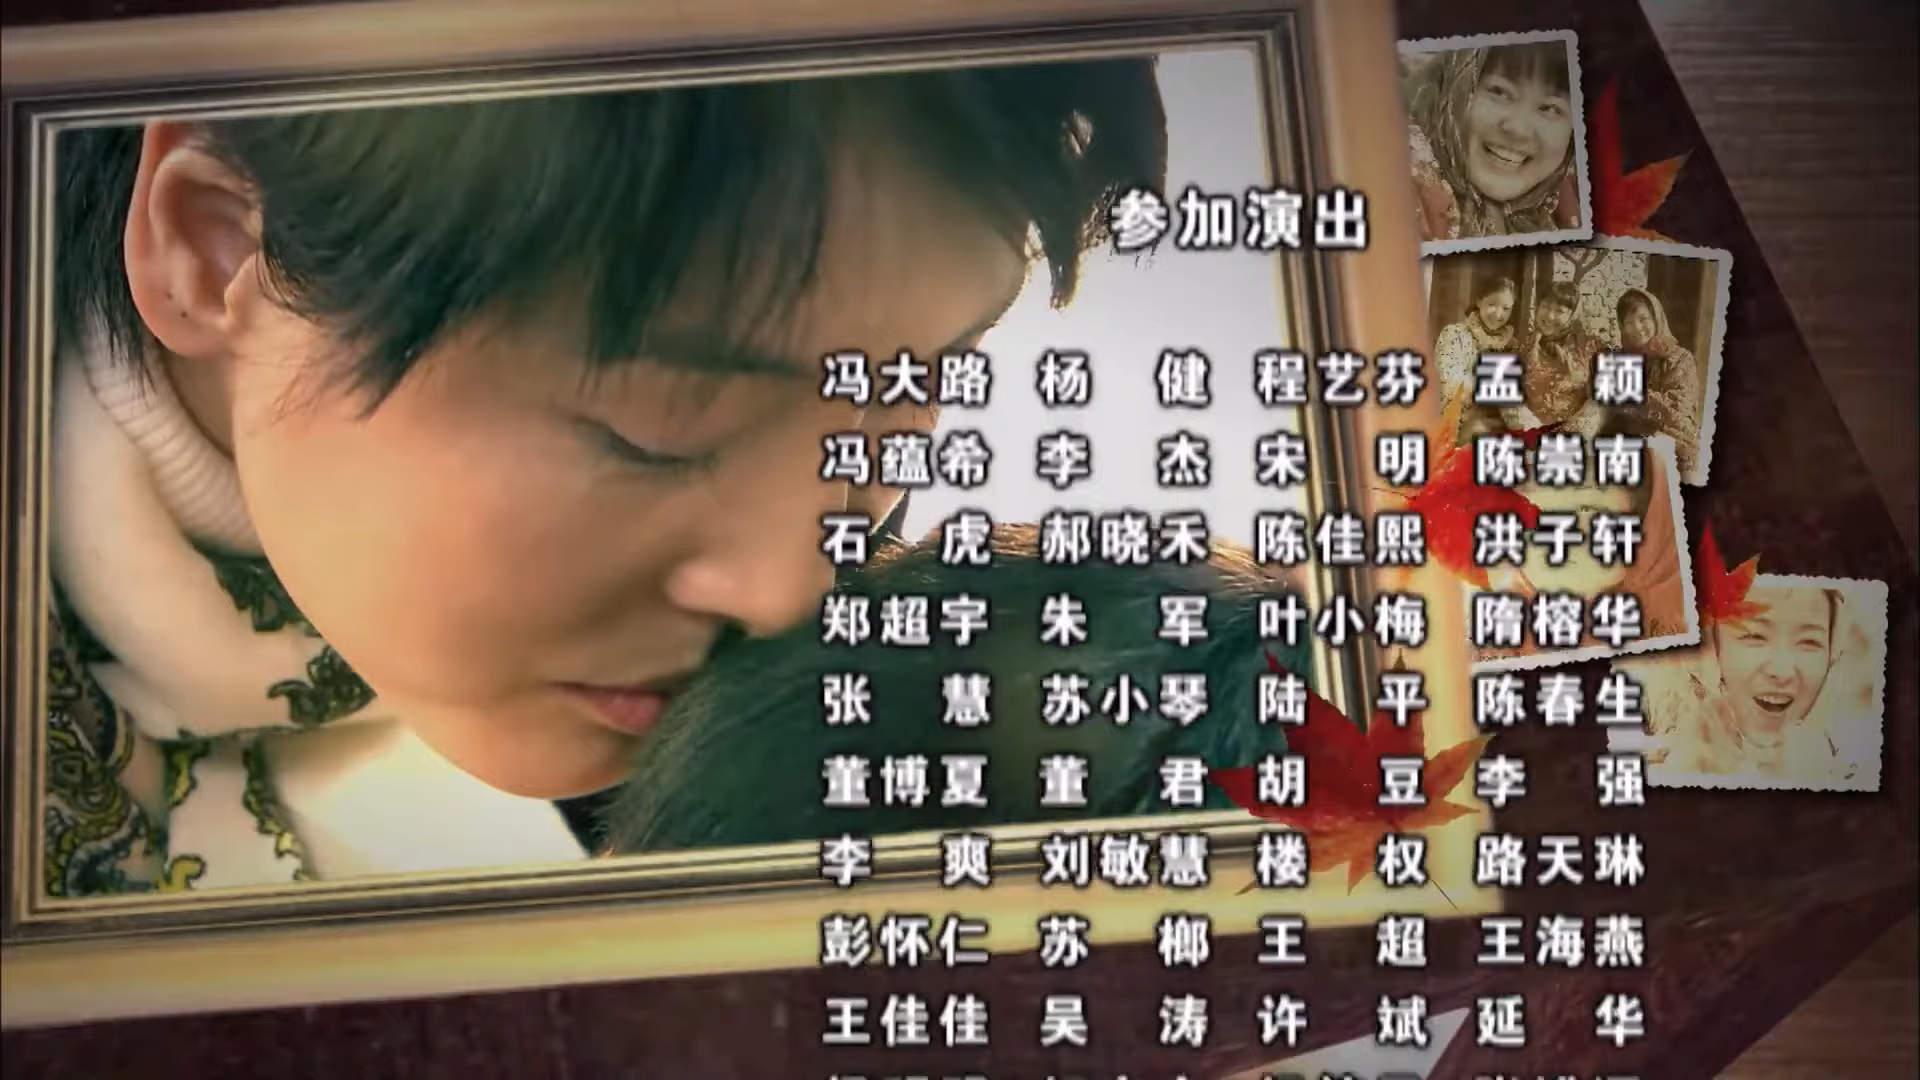 参加演出
冯大路 杨 健 程艺芬 孟 颖
冯蕴希 李 杰 宋 明 陈崇南
石 虎 郝晓禾 陈佳熙 洪子轩
郑超宇 朱 军 叶小梅 隋榕华
张 慧 苏小琴 陆 平 陈春生
董博夏 董 君 胡 豆 李 强
李 爽 刘敏慧 楼 权 路天琳
彭怀仁 苏 榔 王 超 王海燕
王佳佳 吴 涛 许 斌 延 华